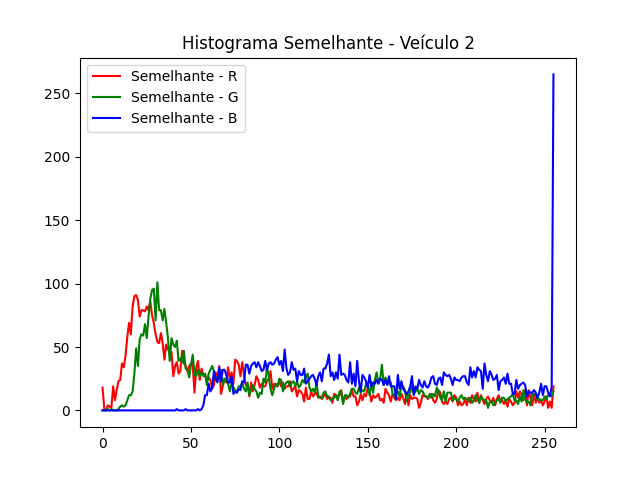 Histograma Semelhante - Veículo 2
Semelhante - R
Semelhante - G
Semelhante - B
250
200
150
100
50
0
0 50 100 150 200 250